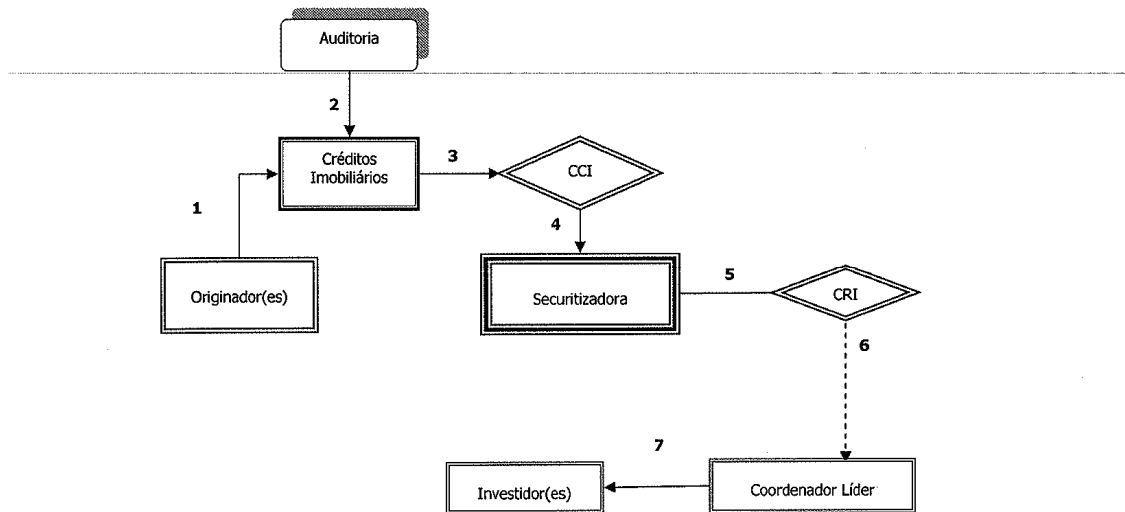 Auditoria
2
Créditos
Imobiliários
3
CCI
1
4
Originador(es)
Securitizadora
5
CRI
6
7
Investidor(es)
Coordenador Líder